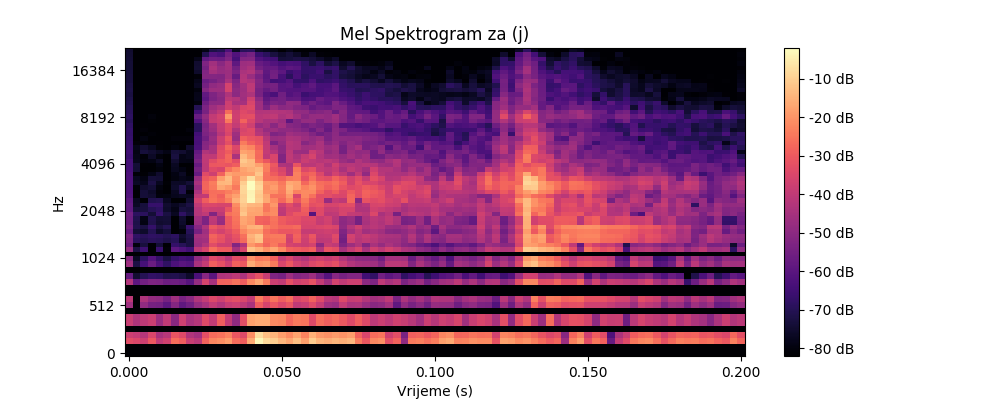 Mel Spektrogram za (j)
16384
8192
4096
2048
1024
512
0
Hz
0.000 0.050 0.100 0.150 0.200
Vrijeme (s)
-10 dB
-20 dB
-30 dB
-40 dB
-50 dB
-60 dB
-70 dB
-80 dB